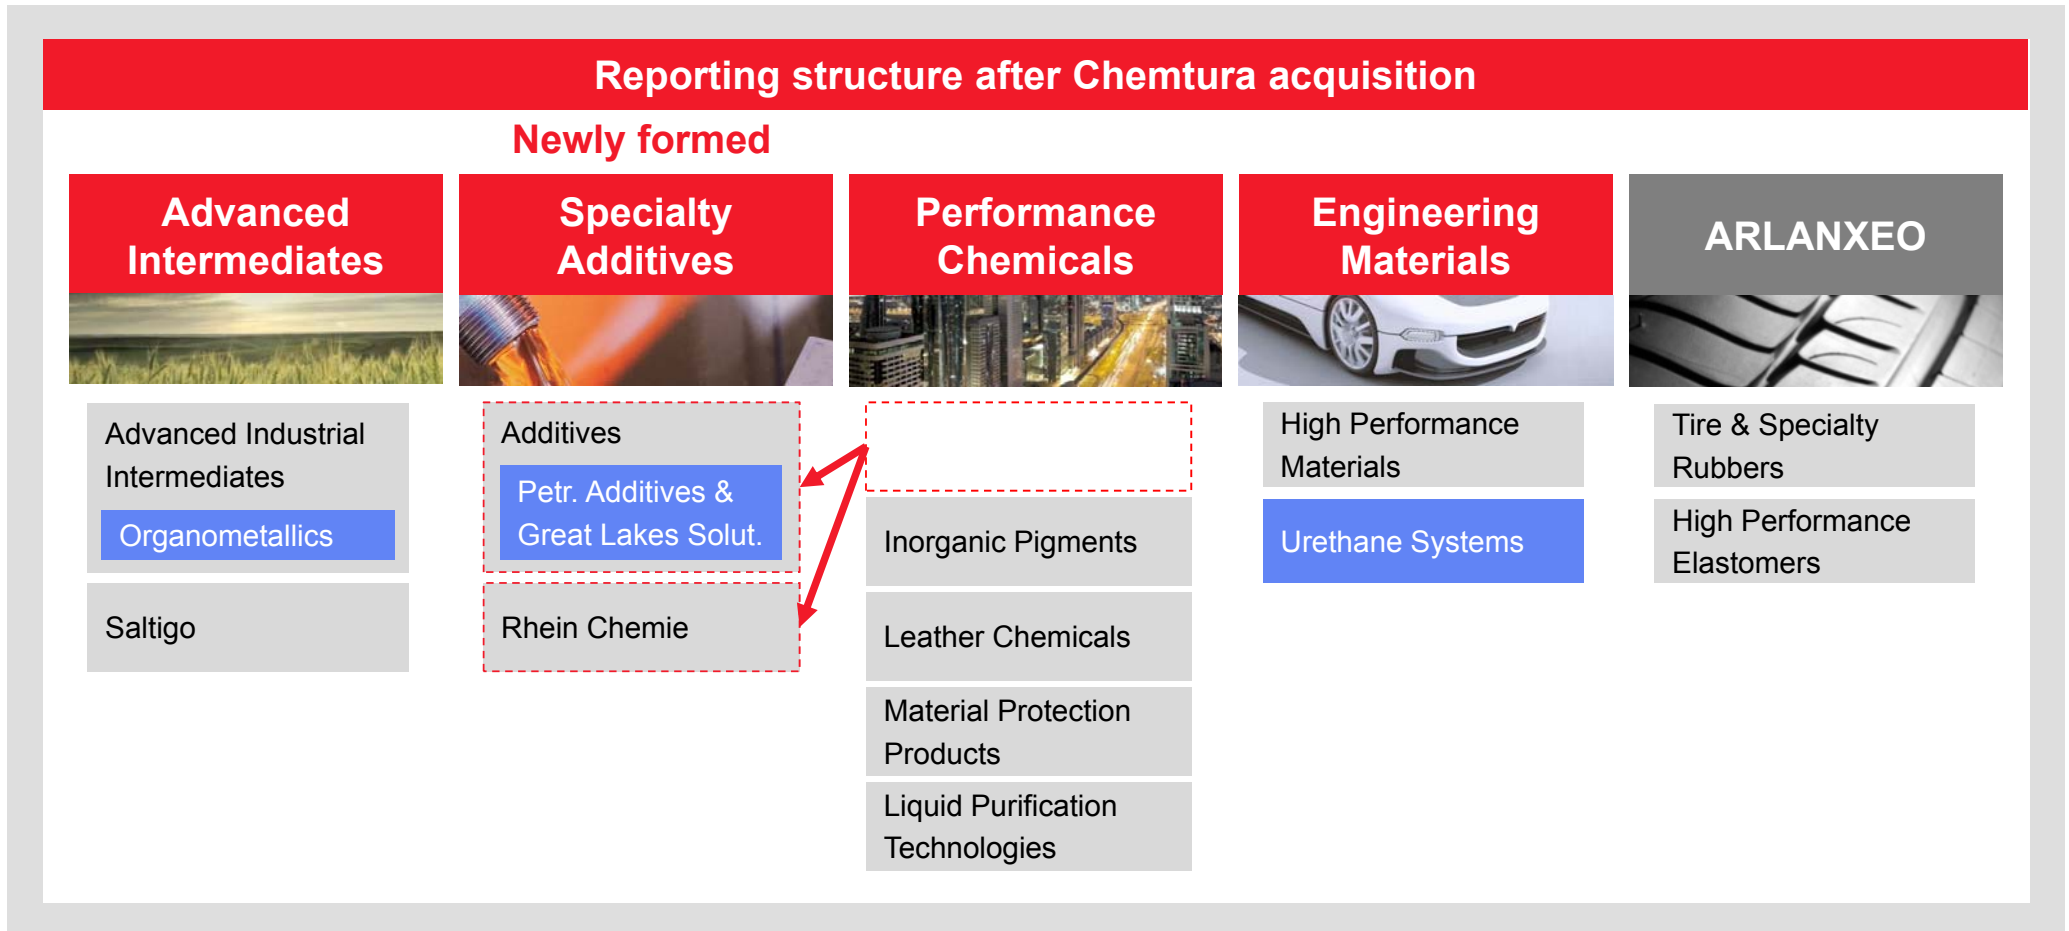 Reporting structure after Chemtura acquisition
Newly formed
Advanced
Intermediates
Specialty
Additives
Performance
Chemicals
Engineering
Materials
ARLANXEO
Advanced Industrial
Intermediates
Organometallics
Saltigo
Additives
Petr. Additives &
Great Lakes Solut.
Rhein Chemie
Inorganic Pigments
Leather Chemicals
Material Protection
Products
Liquid Purification
Technologies
High Performance
Materials
Urethane Systems
Tire & Specialty
Rubbers
High Performance
Elastomers